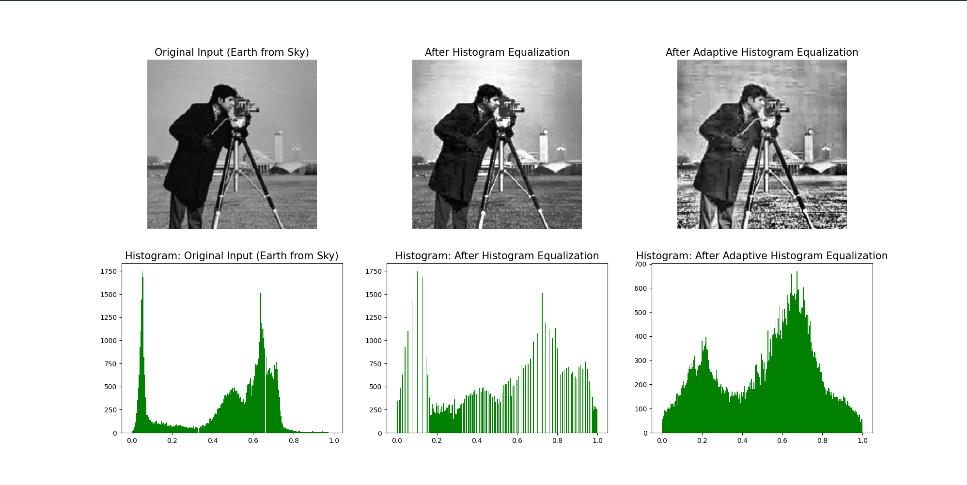 Original Input (Earth from Sky)
After Histogram Equalization
After Adaptive Histogram Equalization
Histogram: Original Input (Earth from Sky)
Histogram: After Histogram Equalization
Histogram: After Adaptive Histogram Equalization
1750
1500
1250
1000
750
500
250
0
0.0 0.2 0.4 0.6 0.8 1.0
1750
1500
1250
1000
750
500
250
0
0.0 0.2 0.4 0.6 0.8 1.0
700
600
500
400
300
200
100
0
0.0 0.2 0.4 0.6 0.8 1.0